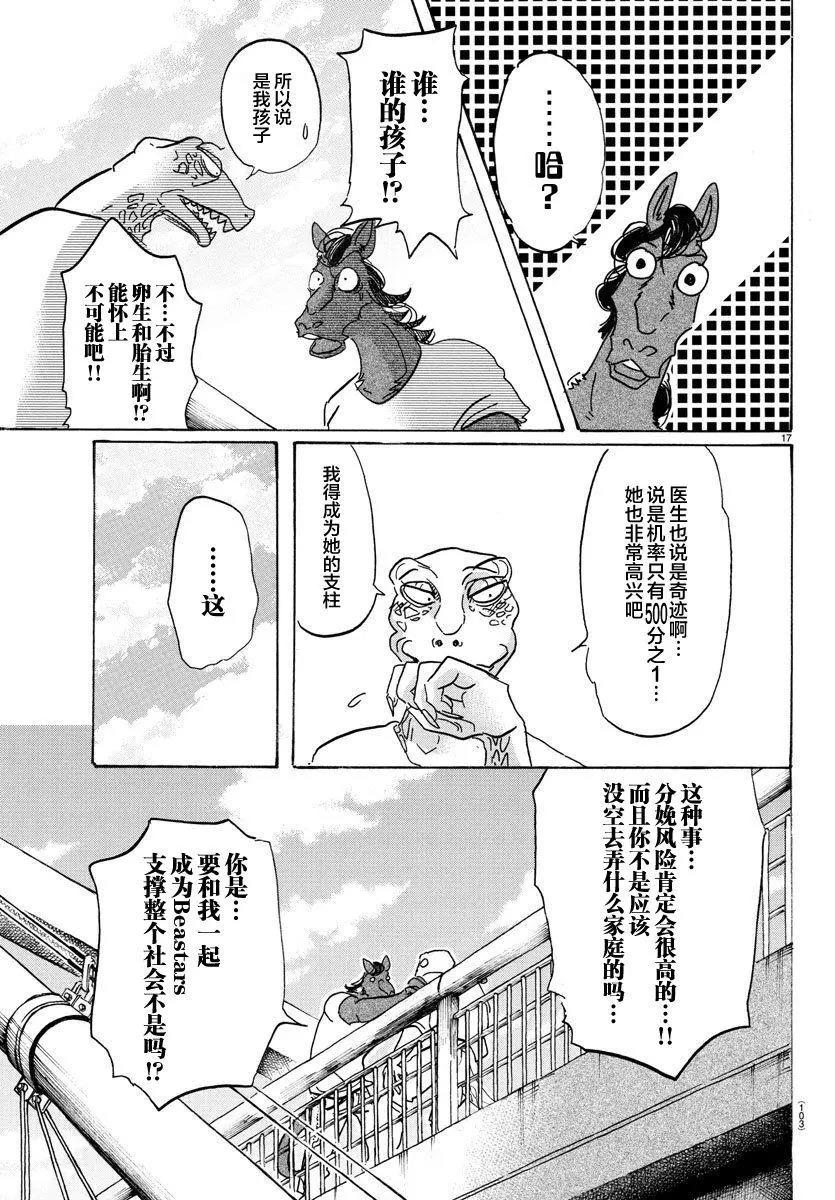 ……哈？
谁…
谁的孩子!?
所以说
是我孩子
不…不过
卵生和胎生啊!?
能怀上
不可能吧!!
17
医生也说是奇迹啊…
说是机率只有500分之1…
她也非常高兴吧
我得成为她的支柱
……这
这种事…
分娩风险肯定会很高的…!!
而且你不是应该
没空去弄什么家庭的吗…
你是…
要和我一起
成为Beastars
支撑整个社会不是吗!?
(103)